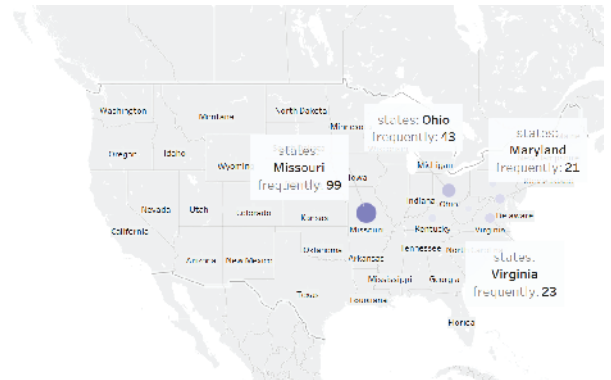 Washington
Montana
North Dakota
states: Ohio
frequently: 43
Minneso
states:
Maryland
frequently: 21
Oregon
Idaho
Wyoming
states:
Missouri
frequently: 99
Iowa
Michigan
Nevada
Utah
Colorado
Kansas
Missouri
Indiana
Ohio
Kentucky
Virginia
Delaware
California
Arizona
New Mexico
Oklahoma
Arkansas
Tennessee
Nort
Mississippi
Georgia
states:
Virginia
frequently: 23
Texas
Louisiana
Florida